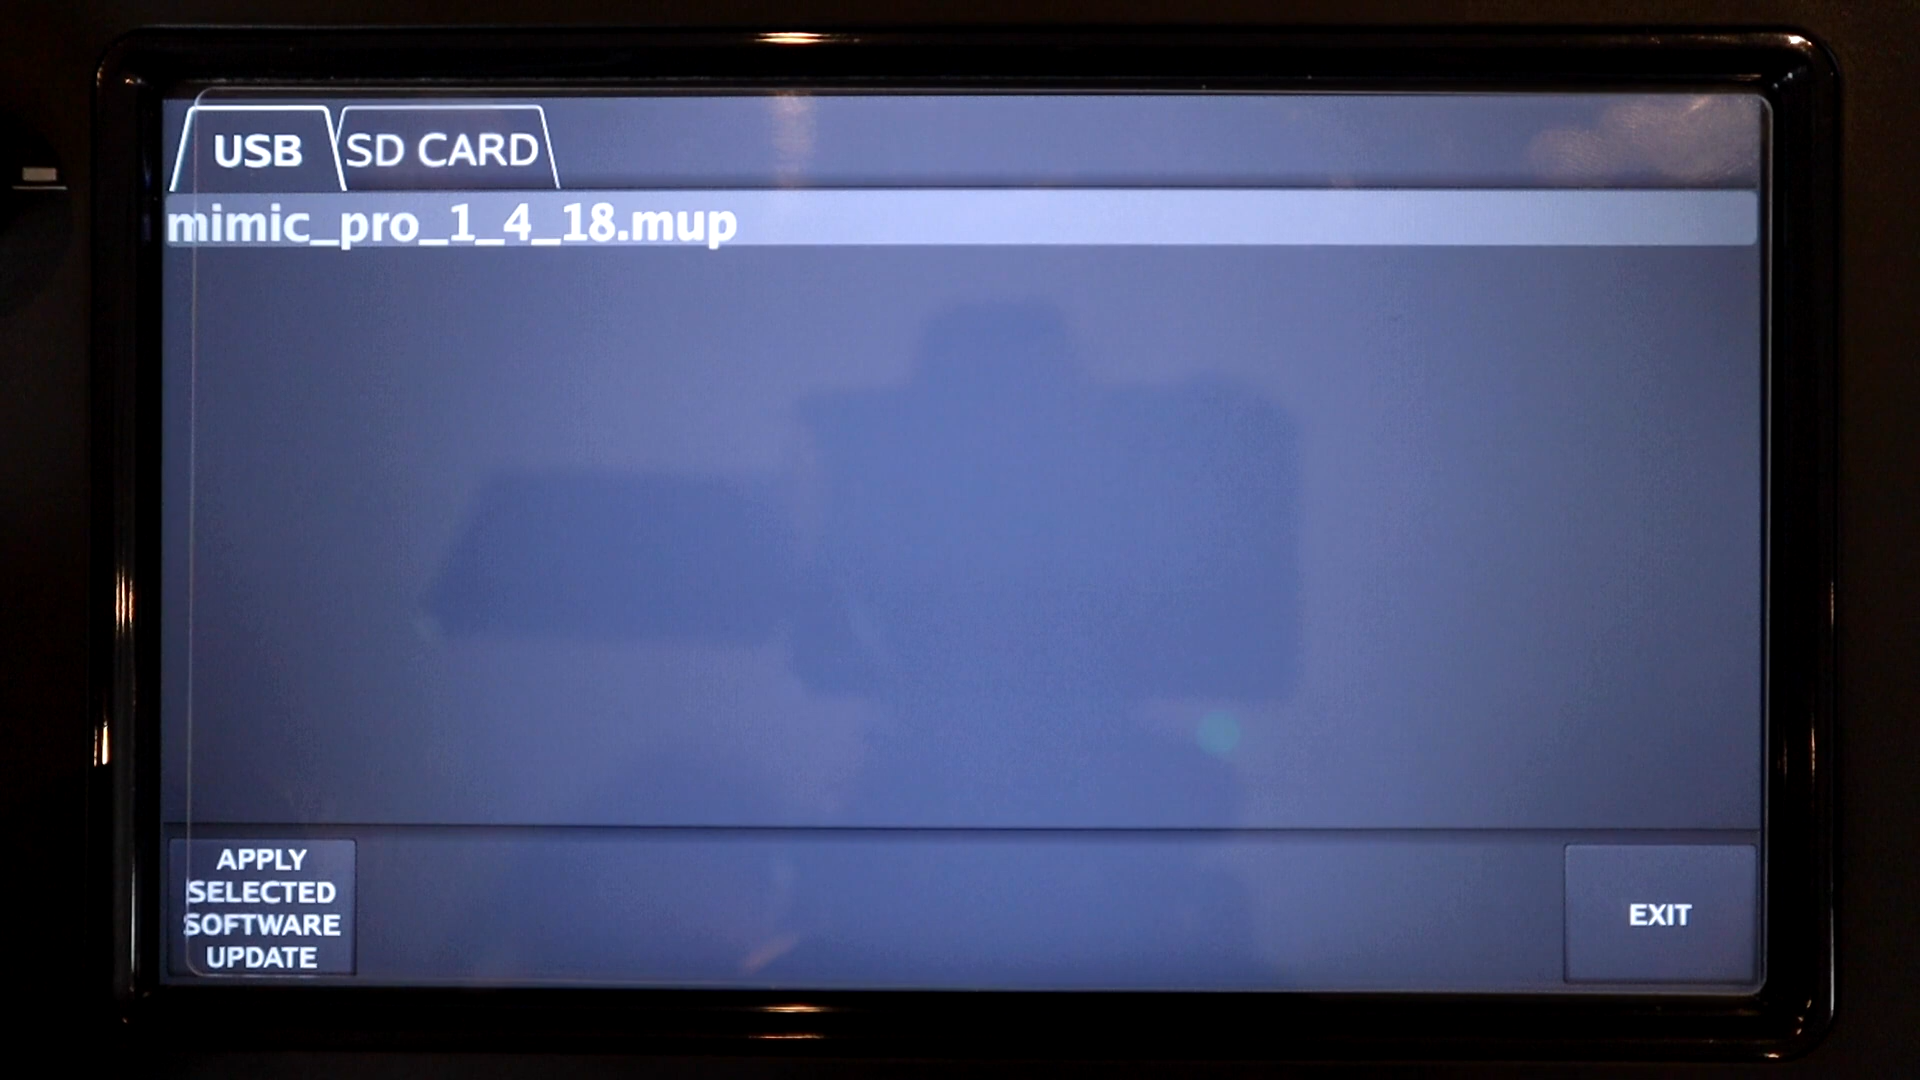 USB SD CARD
mimic_pro_1_4_18.mup
APPLY
SELECTED
SOFTWARE
UPDATE
EXIT